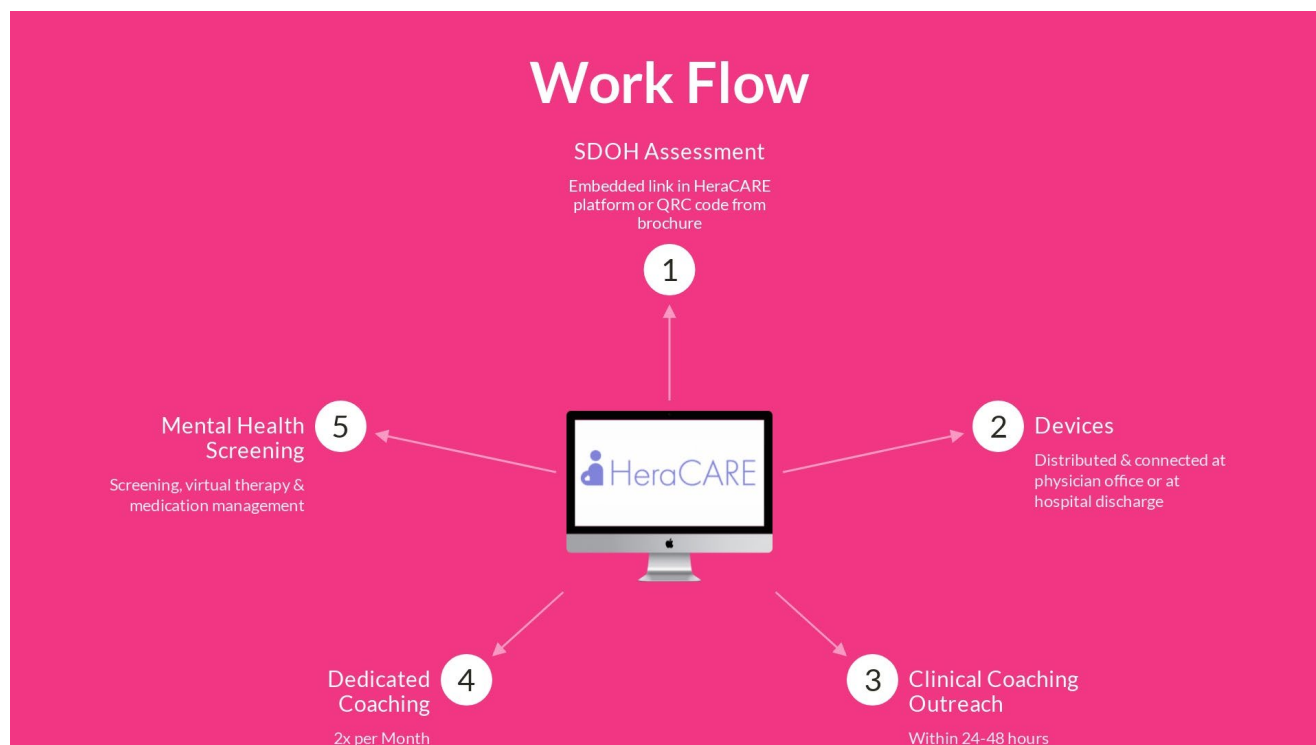 Work Flow
SDOH Assessment
Embedded link in HeraCARE
platform or QRC code from
brochure
1
Mental Health
Screening
5
Screening, virtual therapy &
medication management
HeraCARE
2
Devices
Distributed & connected at
physician office or at
hospital discharge
Dedicated
Coaching
4
2x per Month
3
Clinical Coaching
Outreach
Within 24-48 hours